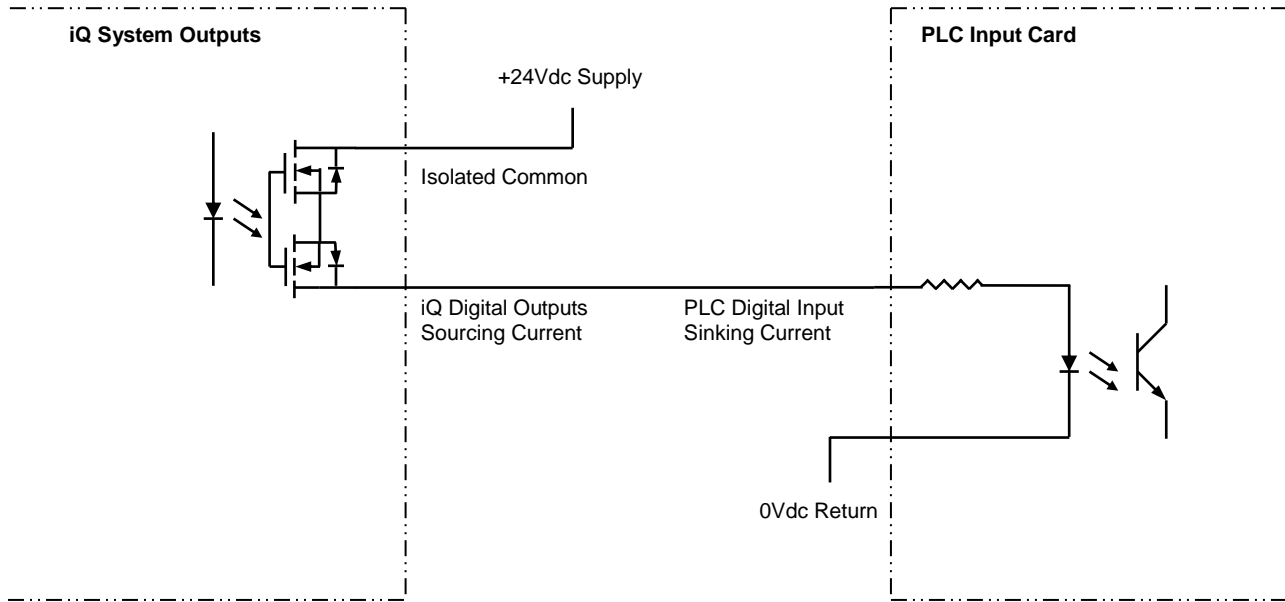 iQ System Outputs
PLC Input Card
+24Vdc Supply
Isolated Common
iQ Digital Outputs
Sourcing Current
PLC Digital Input
Sinking Current
0Vdc Return